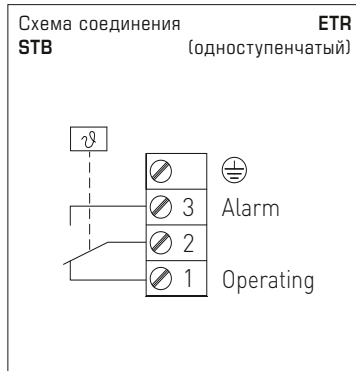 Схема соединения ETR
STB (одноступенчатый)
ϑ
3 Alarm
2
1 Operating